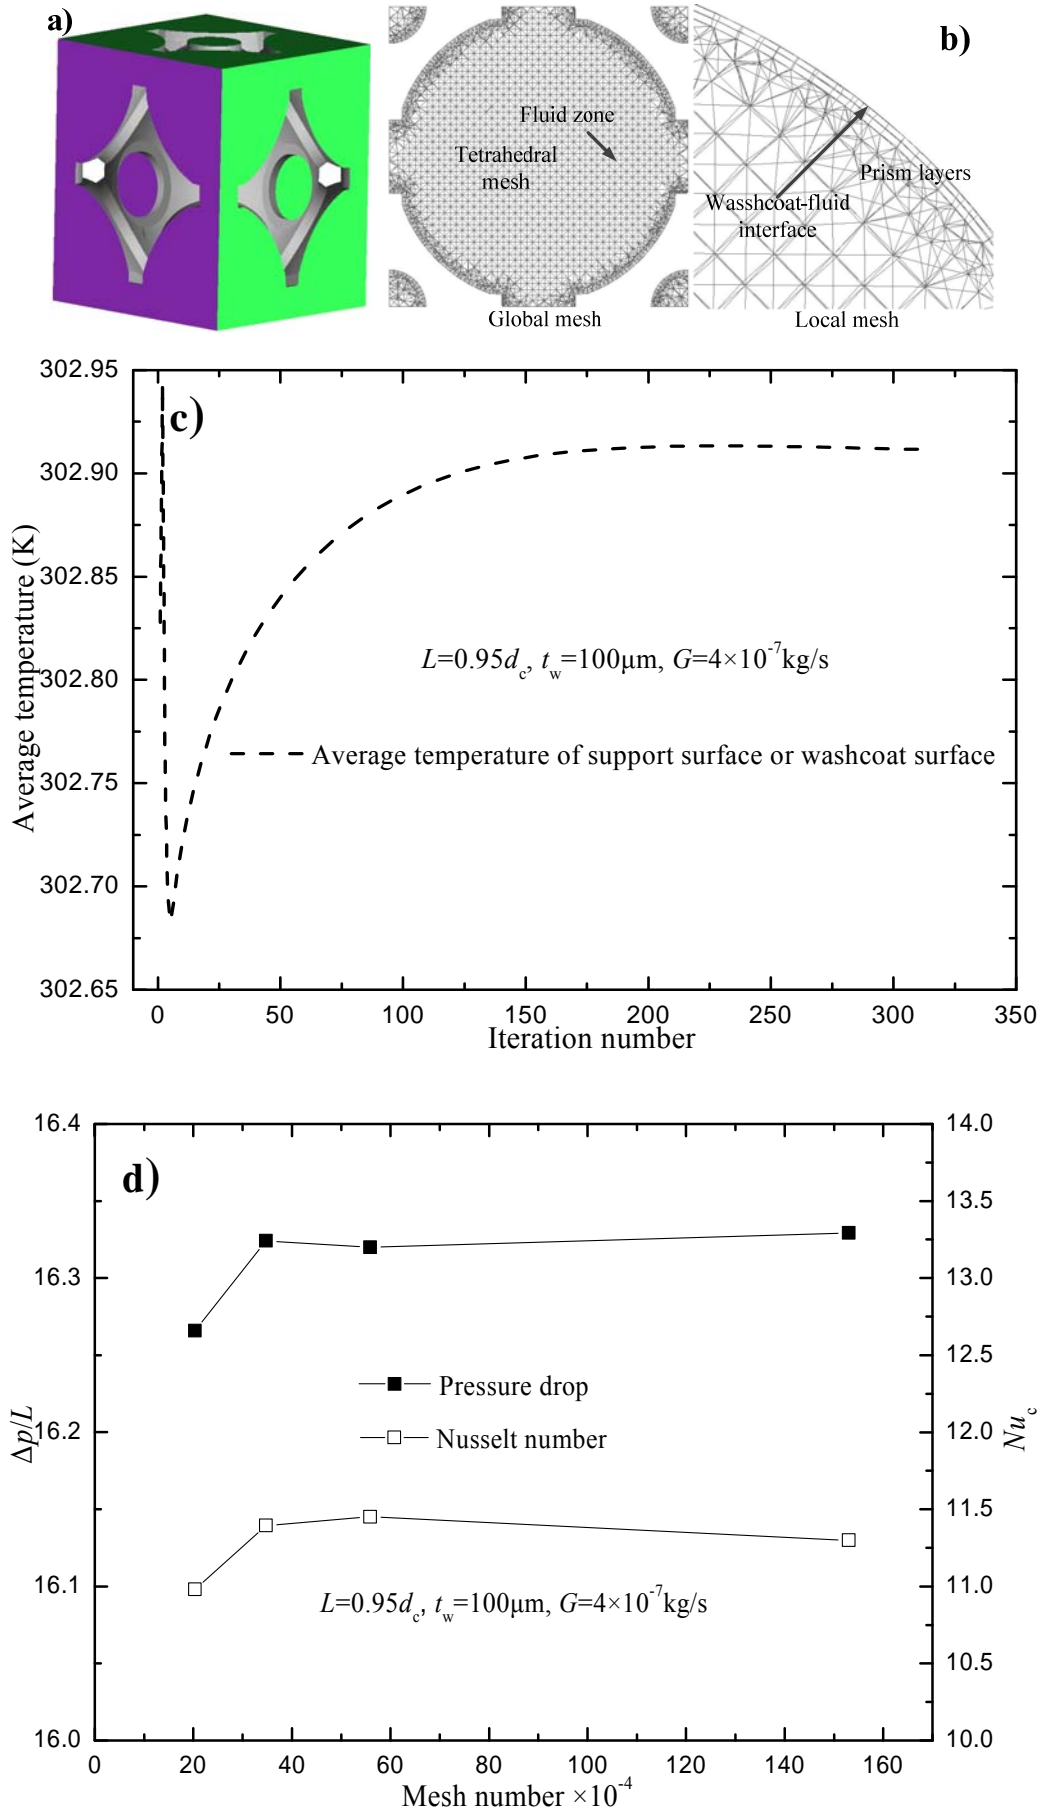 a)
b)
Fluid zone
Tetrahedral
mesh
Global mesh
Prism layers
Wasshcoat-fluid
interface
Local mesh
c)
302.95
302.90
302.85
302.80
302.75
302.70
302.65
Average temperature (K)
L=0.95d_c, t_w=100μm, G=4×10^-7kg/s
Average temperature of support surface or washcoat surface
0 50 100 150 200 250 300 350
Iteration number
d)
16.4
16.3
16.2
16.1
16.0
Δp/L
14.0
13.5
13.0
12.5
12.0
11.5
11.0
10.5
10.0
Nu_c
Pressure drop
Nusselt number
L=0.95d_c, t_w=100μm, G=4×10^-7kg/s
0 20 40 60 80 100 120 140 160
Mesh number ×10^-4